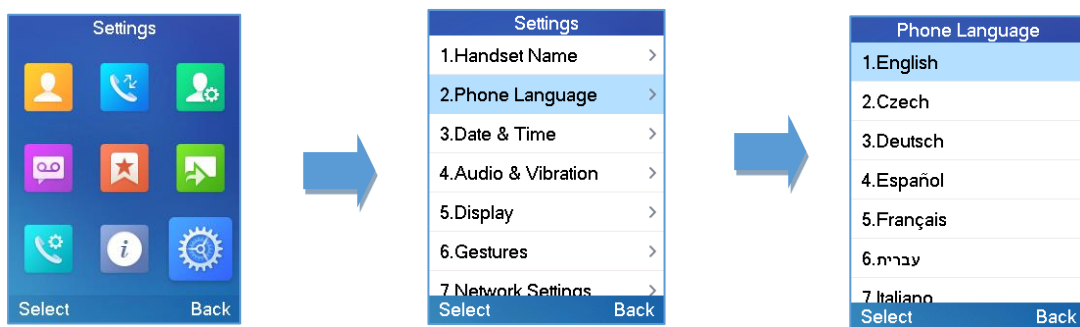 Settings
Select Back
Settings
1.Handset Name
2.Phone Language
3.Date & Time
4.Audio & Vibration
5.Display
6.Gestures
7.Network Settings
Select Back
Phone Language
1.English
2.Czech
3.Deutsch
4.Español
5.Français
6.עברית
7.Italiano
Select Back